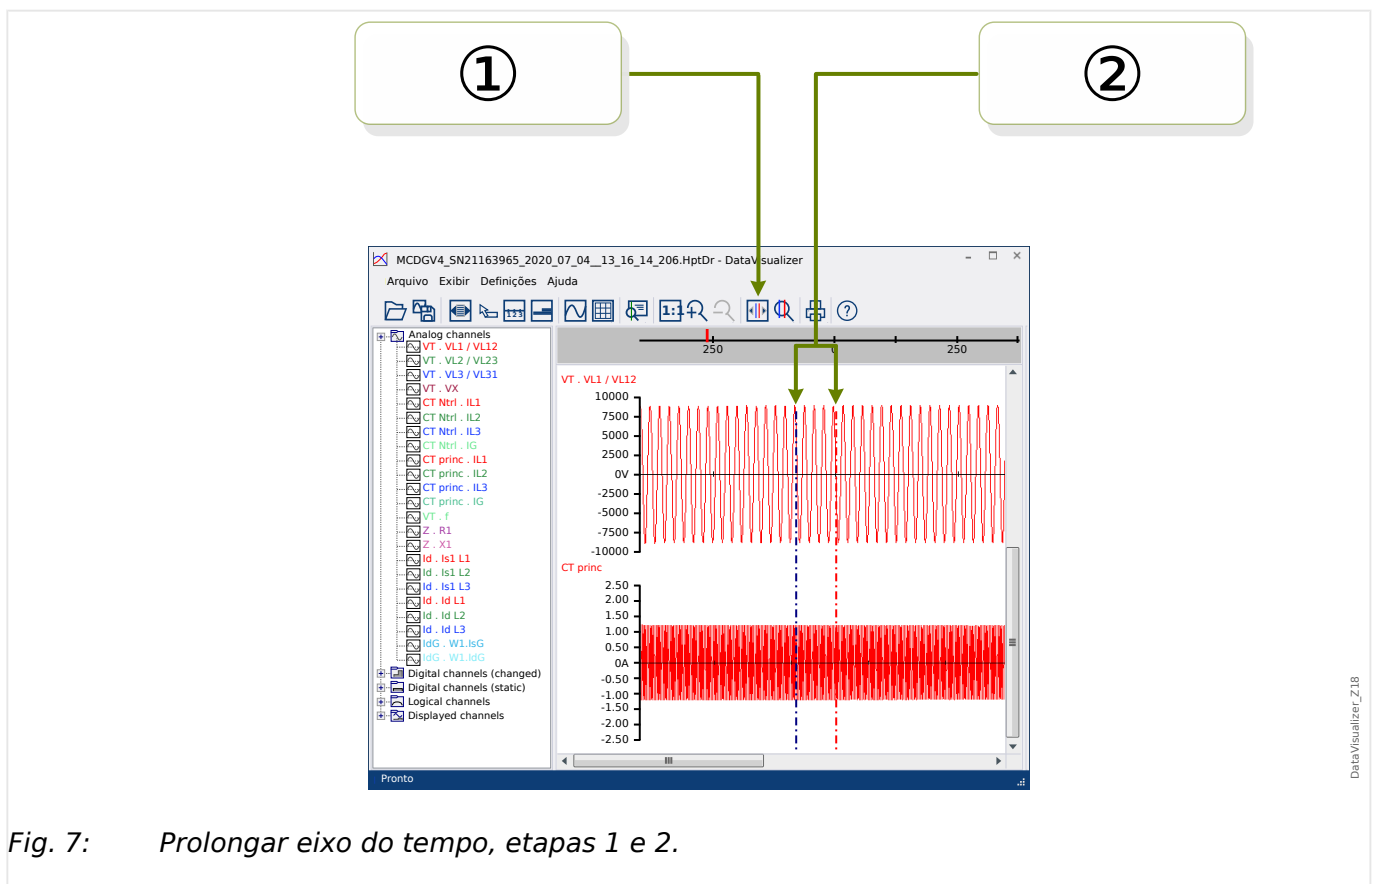 ① ②
MCDGV4_SN21163965_2020_07_04__13_16_14_206.HptDr - DataVisualizer
Arquivo Exibir Definições Ajuda
1 2 3 1:1 ?
Analog channels
VT . VL1 / VL12
VT . VL2 / VL23
VT . VL3 / VL31
VT . VX
CT Ntrl . IL1
CT Ntrl . IL2
CT Ntrl . IL3
CT Ntrl . IG
CT princ . IL1
CT princ . IL2
CT princ . IL3
CT princ . IG
VT . f
Z . R1
Z . X1
Id . Is1 L1
Id . Is1 L2
Id . Is1 L3
Id . Id L1
Id . Id L2
Id . Id L3
IdG . W1.IsG
IdG . W1.IdG
Digital channels (changed)
Digital channels (static)
Logical channels
Displayed channels
250 0 250
VT . VL1 / VL12
10000
7500
5000
2500
0V
-2500
-5000
-7500
-10000
CT princ
2.50
2.00
1.50
1.00
0.50
0A
-0.50
-1.00
-1.50
-2.00
-2.50
Pronto
DataVisualizer_Z18
Fig. 7: Prolongar eixo do tempo, etapas 1 e 2.